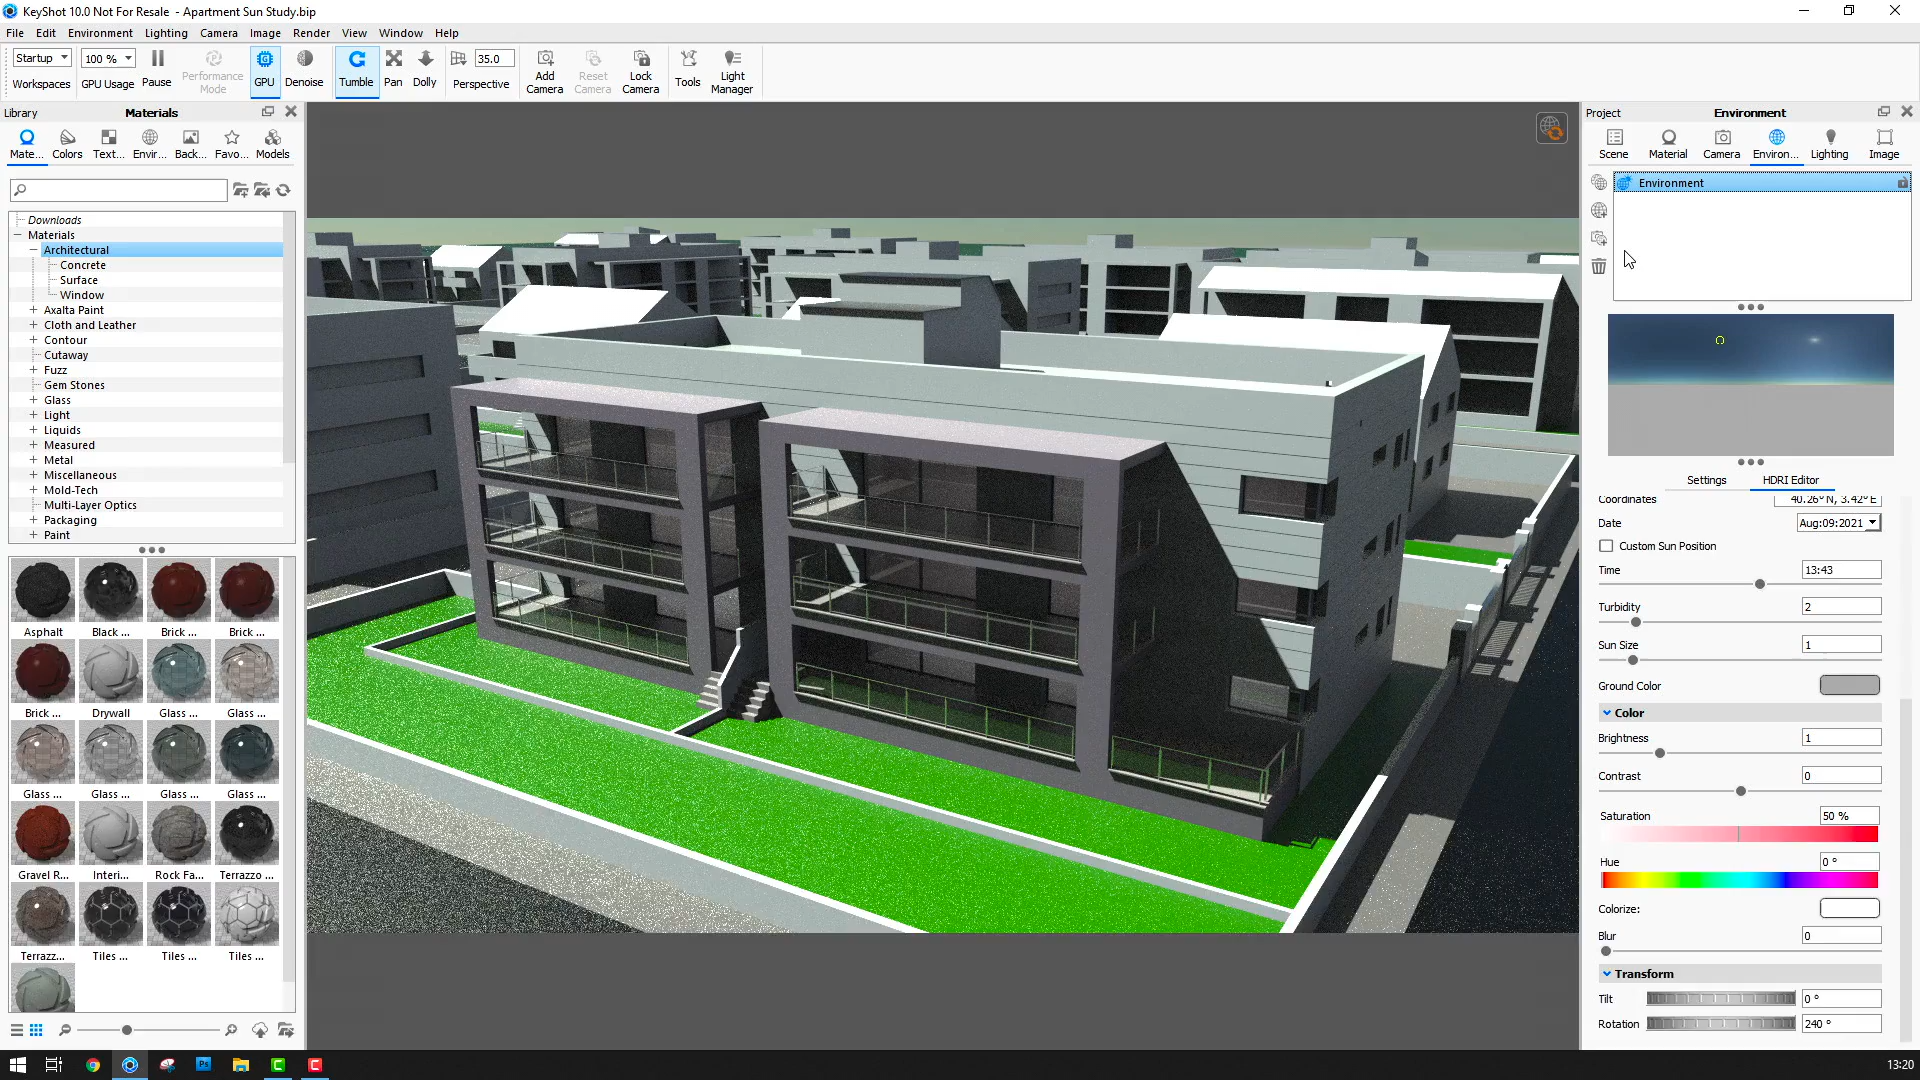 KeyShot 10.0 Not For Resale - Apartment Sun Study.bip
File Edit Environment Lighting Camera Image Render View Window Help
Startup 100 % 35.0
Workspaces GPU Usage Pause Performance Mode GPU Denoise Tumble Pan Dolly Perspective Add Camera Reset Camera Lock Camera Tools Light Manager
Library Materials
Mate... Colors Text... Envir... Back... Favo... Models
Downloads
Materials
Architectural
Concrete
Surface
Window
Axalta Paint
Cloth and Leather
Contour
Cutaway
Fuzz
Gem Stones
Glass
Light
Liquids
Measured
Metal
Miscellaneous
Mold-Tech
Multi-Layer Optics
Packaging
Paint
Asphalt Black ... Brick ... Brick ...
Brick ... Drywall Glass ... Glass ...
Glass ... Glass ... Glass ... Glass ...
Gravel R... Interi... Rock Fa... Terrazzo ...
Terrazz... Tiles ... Tiles ... Tiles ...
Project Environment
Scene Material Camera Environ... Lighting Image
Environment
Settings HDRI Editor
Coordinates 40.26° N, 3.42° E
Date Aug:09:2021
Custom Sun Position
Time 13:43
Turbidity 2
Sun Size 1
Ground Color
Color
Brightness 1
Contrast 0
Saturation 50 %
Hue 0 °
Colorize:
Blur 0
Transform
Tilt 0 °
Rotation 240 °
Ps C C 13:20